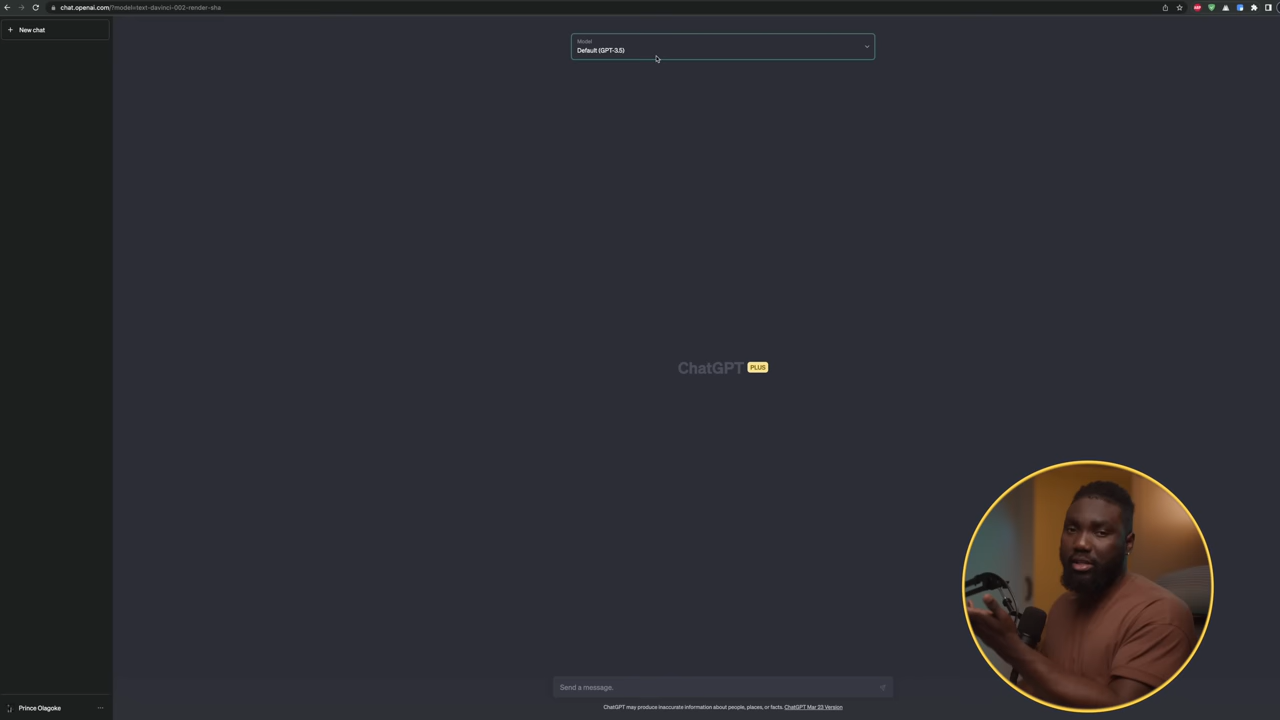 chat.openai.com/?model=text-davinci-002-render-sha
New chat
Model
Default (GPT-3.5)
ChatGPT PLUS
Send a message.
ChatGPT may produce inaccurate information about people, places, or facts. ChatGPT Mar 23 Version
Prince Olagoke